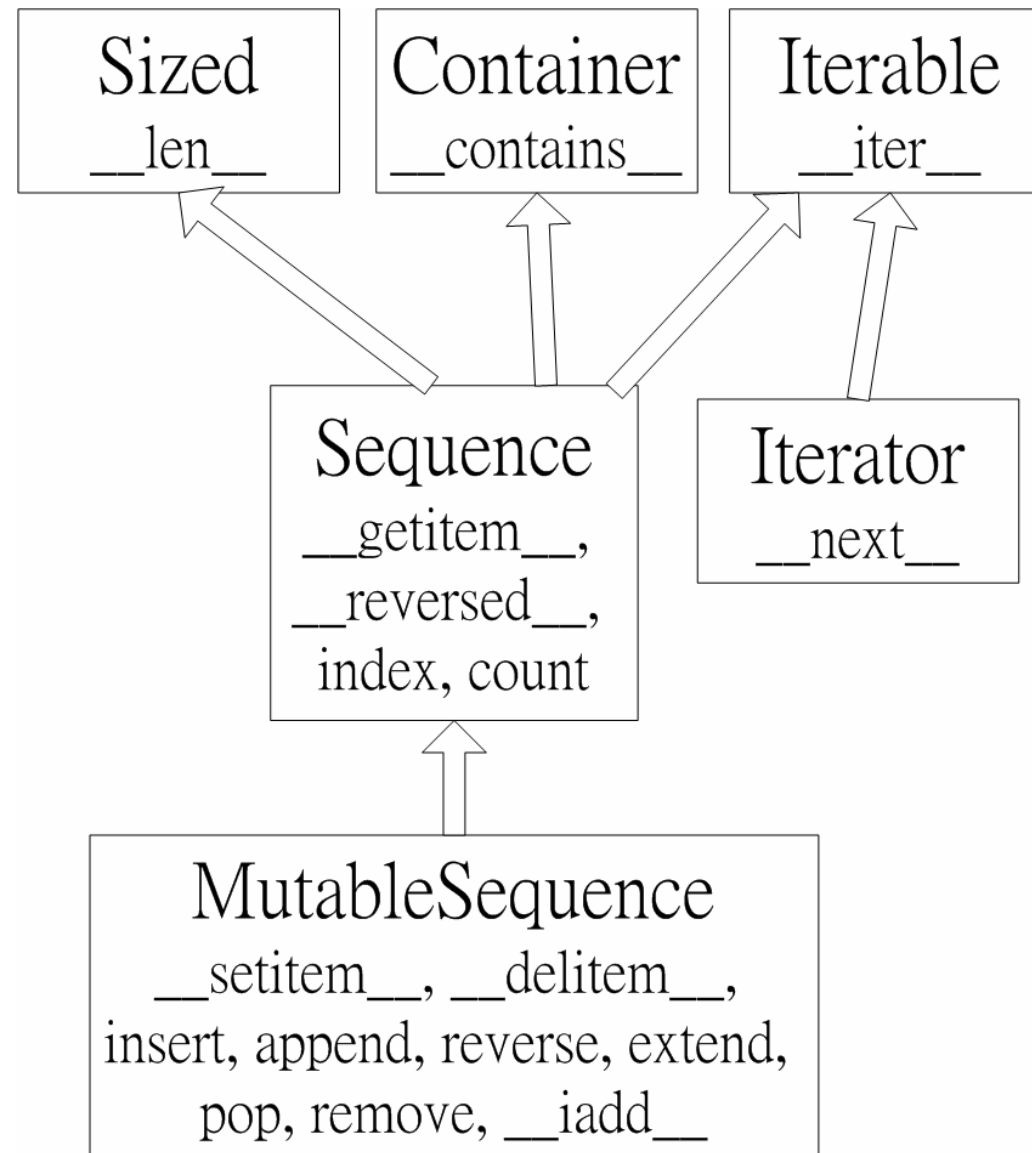 Sized
__len__
Container
__contains__
Iterable
__iter__
Sequence
__getitem__,
__reversed__,
index, count
Iterator
__next__
MutableSequence
__setitem__, __delitem__,
insert, append, reverse, extend,
pop, remove, __iadd__